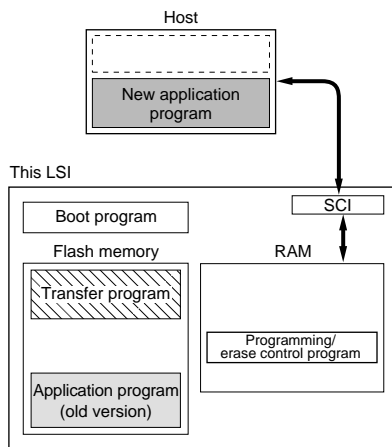 Host
New application
program
This LSI
SCI
Boot program
Flash memory
RAM
Transfer program
Programming/
erase control program
Application program
(old version)